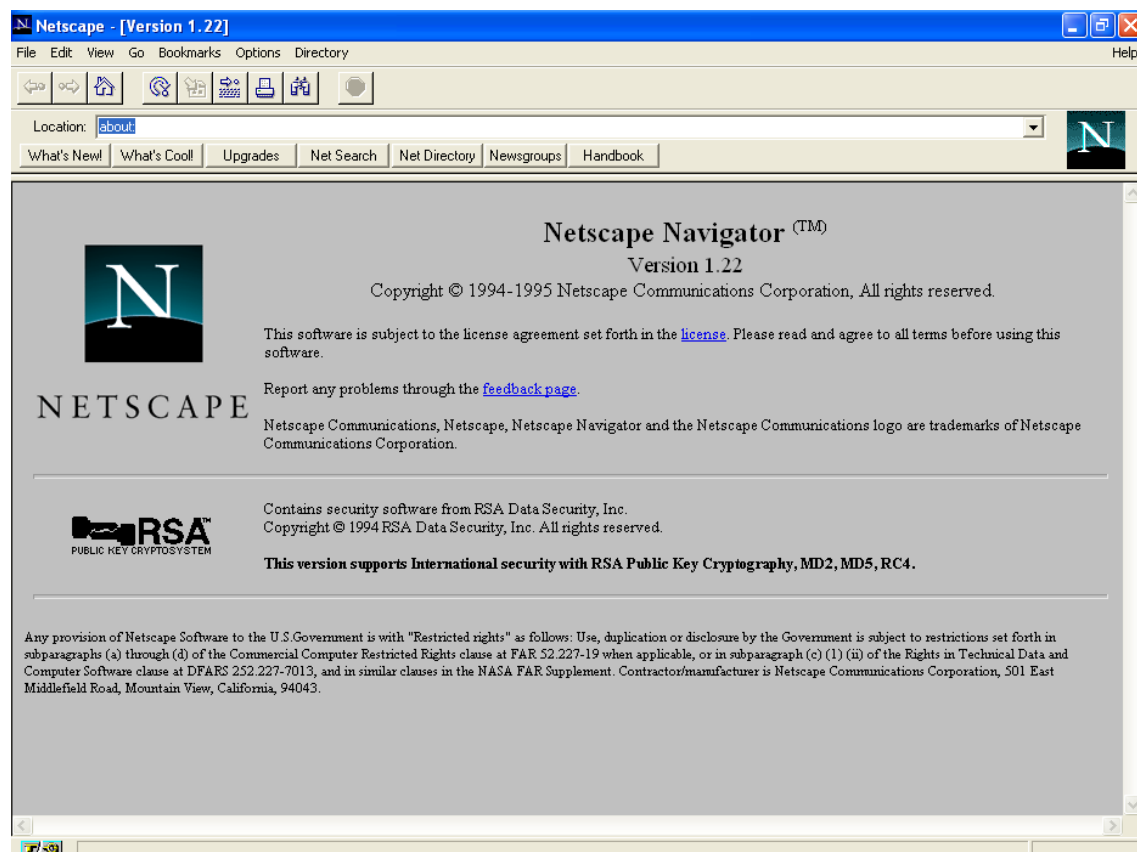 N Netscape - [Version 1.22]
File Edit View Go Bookmarks Options Directory Help
Location: about:
N
What's New! What's Cool! Upgrades Net Search Net Directory Newsgroups Handbook
Netscape Navigator (TM)
Version 1.22
Copyright © 1994-1995 Netscape Communications Corporation, All rights reserved.
N
NETSCAPE
This software is subject to the license agreement set forth in the license. Please read and agree to all terms before using this
software.
Report any problems through the feedback page.
Netscape Communications, Netscape, Netscape Navigator and the Netscape Communications logo are trademarks of Netscape
Communications Corporation.
RSA™
PUBLIC KEY CRYPTOSYSTEM
Contains security software from RSA Data Security, Inc.
Copyright © 1994 RSA Data Security, Inc. All rights reserved.
This version supports International security with RSA Public Key Cryptography, MD2, MD5, RC4.
Any provision of Netscape Software to the U.S.Government is with "Restricted rights" as follows: Use, duplication or disclosure by the Government is subject to restrictions set forth in
subparagraphs (a) through (d) of the Commercial Computer Restricted Rights clause at FAR 52.227-19 when applicable, or in subparagraph (c) (1) (ii) of the Rights in Technical Data and
Computer Software clause at DFARS 252.227-7013, and in similar clauses in the NASA FAR Supplement. Contractor/manufacturer is Netscape Communications Corporation, 501 East
Middlefield Road, Mountain View, California, 94043.